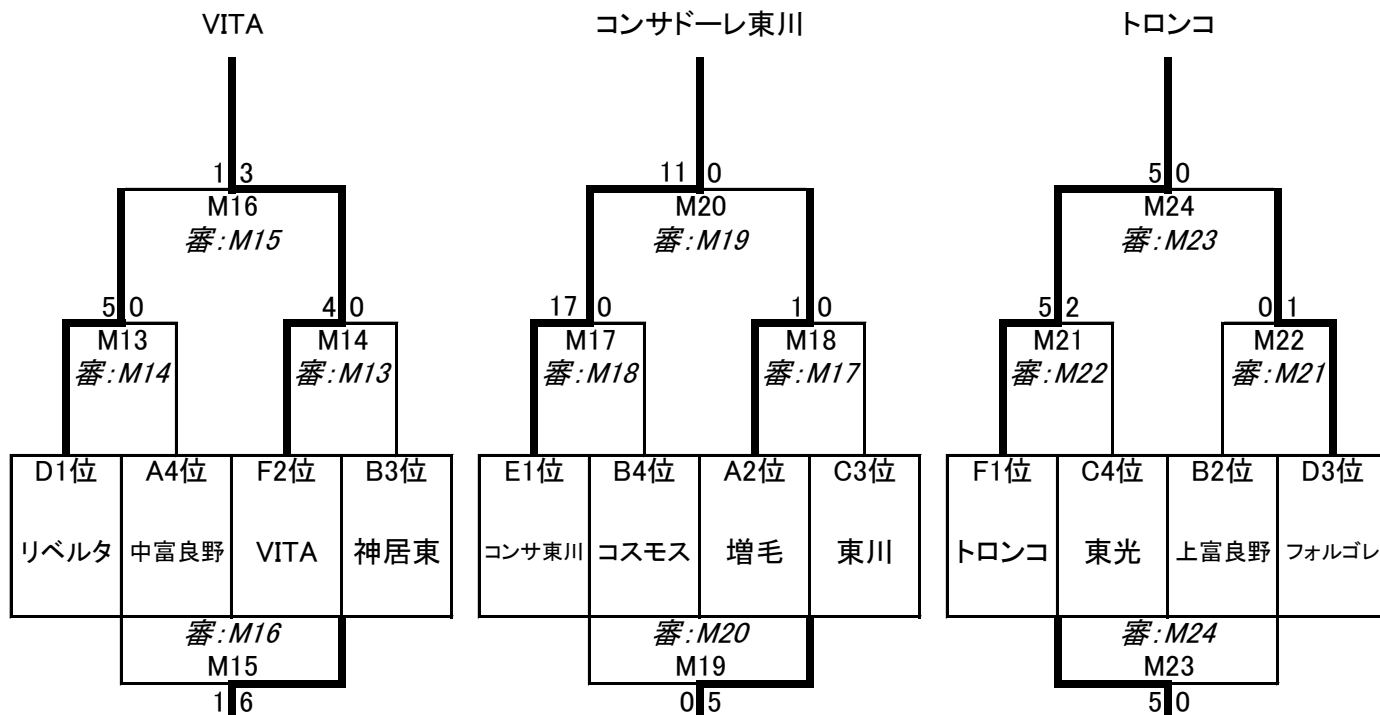 VITA
コンサドーレ東川
トロンコ
1 3
11 0
5 0
M16
M20
M24
審:M15
審:M19
審:M23
5 0
4 0
17 0
1 0
5 2
0 1
M13
M14
M17
M18
M21
M22
審:M14
審:M13
審:M18
審:M17
審:M22
審:M21
D1位
A4位
F2位
B3位
E1位
B4位
A2位
C3位
F1位
C4位
B2位
D3位
リベルタ
中富良野
VITA
神居東
コンサ東川
コスモス
増毛
東川
トロンコ
東光
上富良野
フォルゴレ
審:M16
審:M20
審:M24
M15
M19
M23
1 6
0 5
5 0